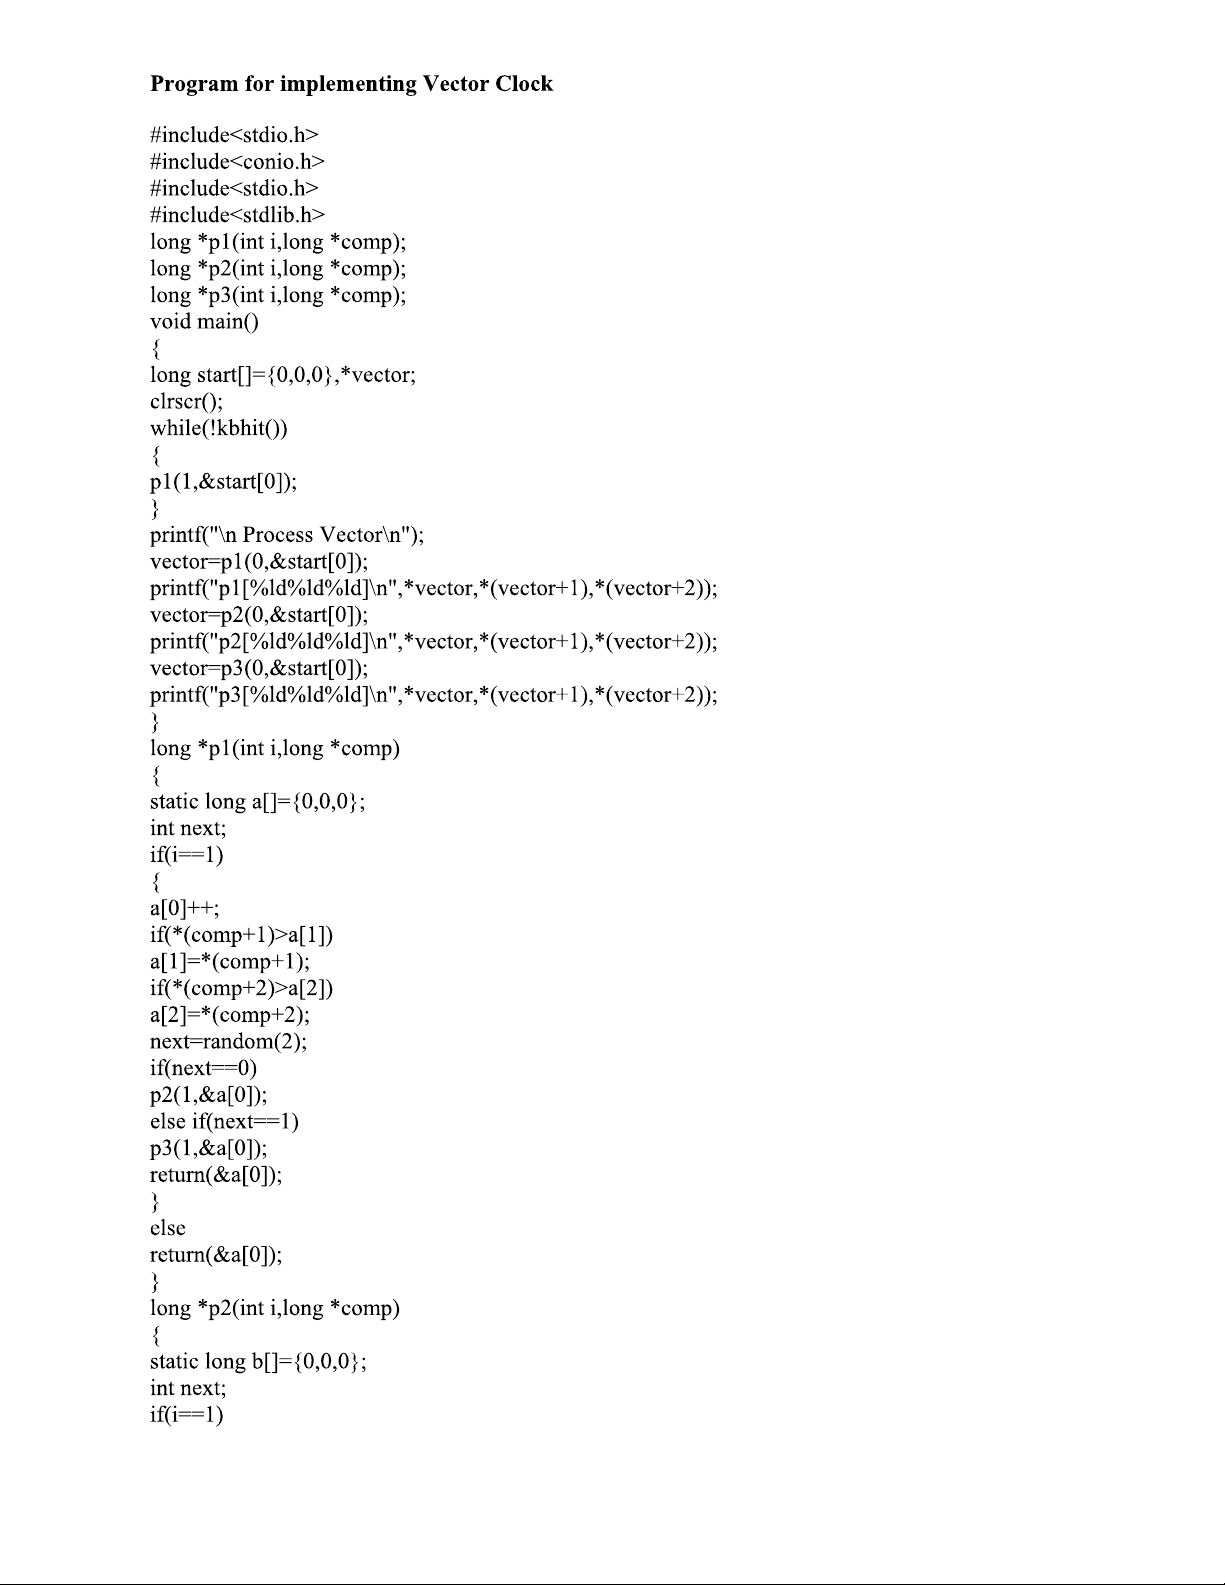 Program for implementing Vector Clock
#include<stdio.h>
#include<conio.h>
#include<stdio.h>
#include<stdlib.h>
long *p1(int i,long *comp);
long *p2(int i,long *comp);
long *p3(int i,long *comp);
void main()
{
long start[]={0,0,0},*vector;
clrscr();
while(!kbhit())
{
p1(1,&start[0]);
}
printf("\n Process Vector\n");
vector=p1(0,&start[0]);
printf("p1[%ld%ld%ld]\n",*vector,*(vector+1),*(vector+2));
vector=p2(0,&start[0]);
printf("p2[%ld%ld%ld]\n",*vector,*(vector+1),*(vector+2));
vector=p3(0,&start[0]);
printf("p3[%ld%ld%ld]\n",*vector,*(vector+1),*(vector+2));
}
long *p1(int i,long *comp)
{
static long a[]={0,0,0};
int next;
if(i==1)
{
a[0]++;
if(*(comp+1)>a[1])
a[1]=*(comp+1);
if(*(comp+2)>a[2])
a[2]=*(comp+2);
next=random(2);
if(next==0)
p2(1,&a[0]);
else if(next==1)
p3(1,&a[0]);
return(&a[0]);
}
else
return(&a[0]);
}
long *p2(int i,long *comp)
{
static long b[]={0,0,0};
int next;
if(i==1)